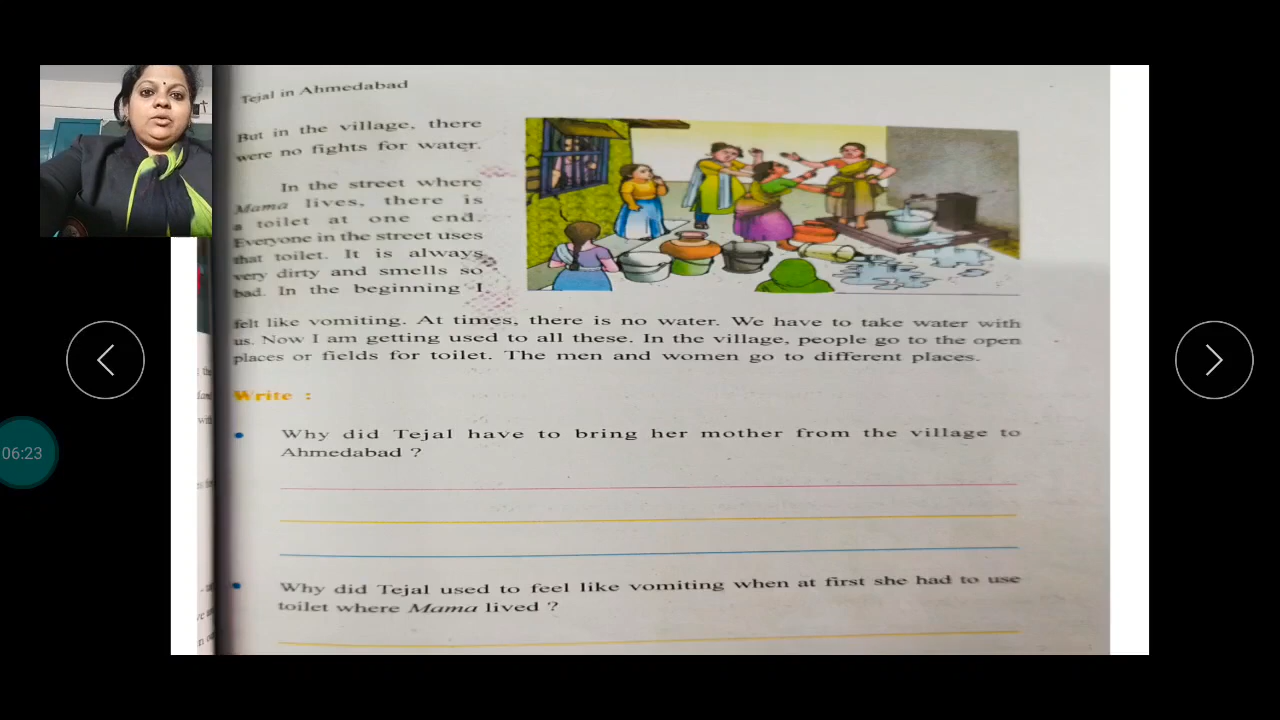 Tejal in Ahmedabad
But in the village, there
were no fights for water.
In the street where
Mama lives, there is
a toilet at one end.
Everyone in the street uses
that toilet. It is always
very dirty and smells so
bad. In the beginning I
felt like vomiting. At times, there is no water. We have to take water with
us. Now I am getting used to all these. In the village, people go to the open
places or fields for toilet. The men and women go to different places.
Write :
Why did Tejal have to bring her mother from the village to
Ahmedabad ?
Why did Tejal used to feel like vomiting when at first she had to use
toilet where Mama lived ?
06:23